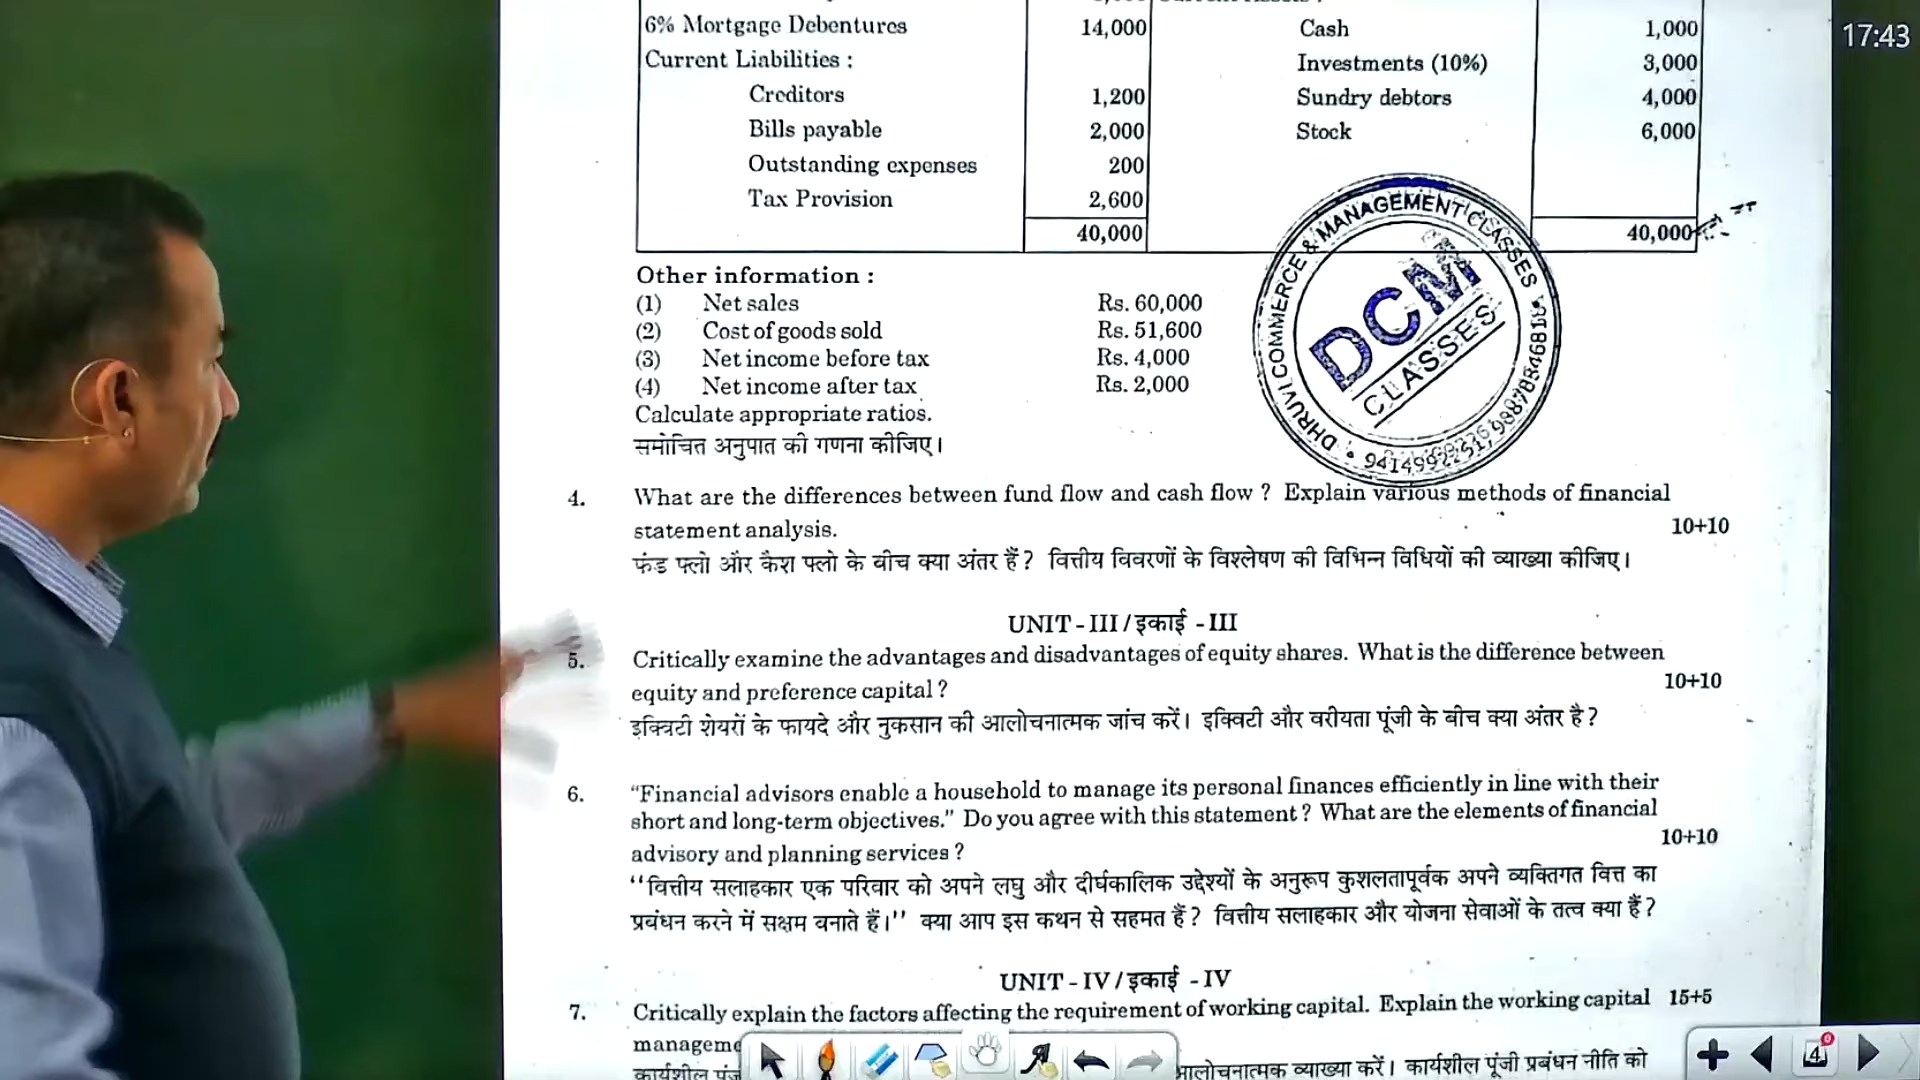 6% Mortgage Debentures 14,000 Cash 1,000
17:43
Current Liabilities : Investments (10%) 3,000
Creditors 1,200 Sundry debtors 4,000
Bills payable 2,000 Stock 6,000
Outstanding expenses 200
Tax Provision 2,600
40,000 40,000
Other information :
(1) Net sales Rs. 60,000
(2) Cost of goods sold Rs. 51,600
(3) Net income before tax Rs. 4,000
(4) Net income after tax Rs. 2,000
Calculate appropriate ratios.
समोचित अनुपात की गणना कीजिए।
DHRUVI COMMERCE & MANAGEMENT CLASSES
DCM
CLASSES
4. What are the differences between fund flow and cash flow ? Explain various methods of financial
statement analysis. 10+10
फंड फ्लो और कैश फ्लो के बीच क्या अंतर हैं ? वित्तीय विवरणों के विश्लेषण की विभिन्न विधियों की व्याख्या कीजिए।
UNIT - III / इकाई - III
5. Critically examine the advantages and disadvantages of equity shares. What is the difference between
equity and preference capital ? 10+10
इक्विटी शेयरों के फायदे और नुकसान की आलोचनात्मक जांच करें। इक्विटी और वरीयता पूंजी के बीच क्या अंतर है ?
6. “Financial advisors enable a household to manage its personal finances efficiently in line with their
short and long-term objectives.” Do you agree with this statement ? What are the elements of financial
advisory and planning services ? 10+10
‘‘वित्तीय सलाहकार एक परिवार को अपने लघु और दीर्घकालिक उद्देश्यों के अनुरूप कुशलतापूर्वक अपने व्यक्तिगत वित्त का
प्रबंधन करने में सक्षम बनाते हैं।’’ क्या आप इस कथन से सहमत हैं ? वित्तीय सलाहकार और योजना सेवाओं के तत्व क्या हैं ?
UNIT - IV / इकाई - IV
7. Critically explain the factors affecting the requirement of working capital. Explain the working capital 15+5
manageme
कार्यशील आलोचनात्मक व्याख्या करें। कार्यशील पूंजी प्रबंधन नीति को
4